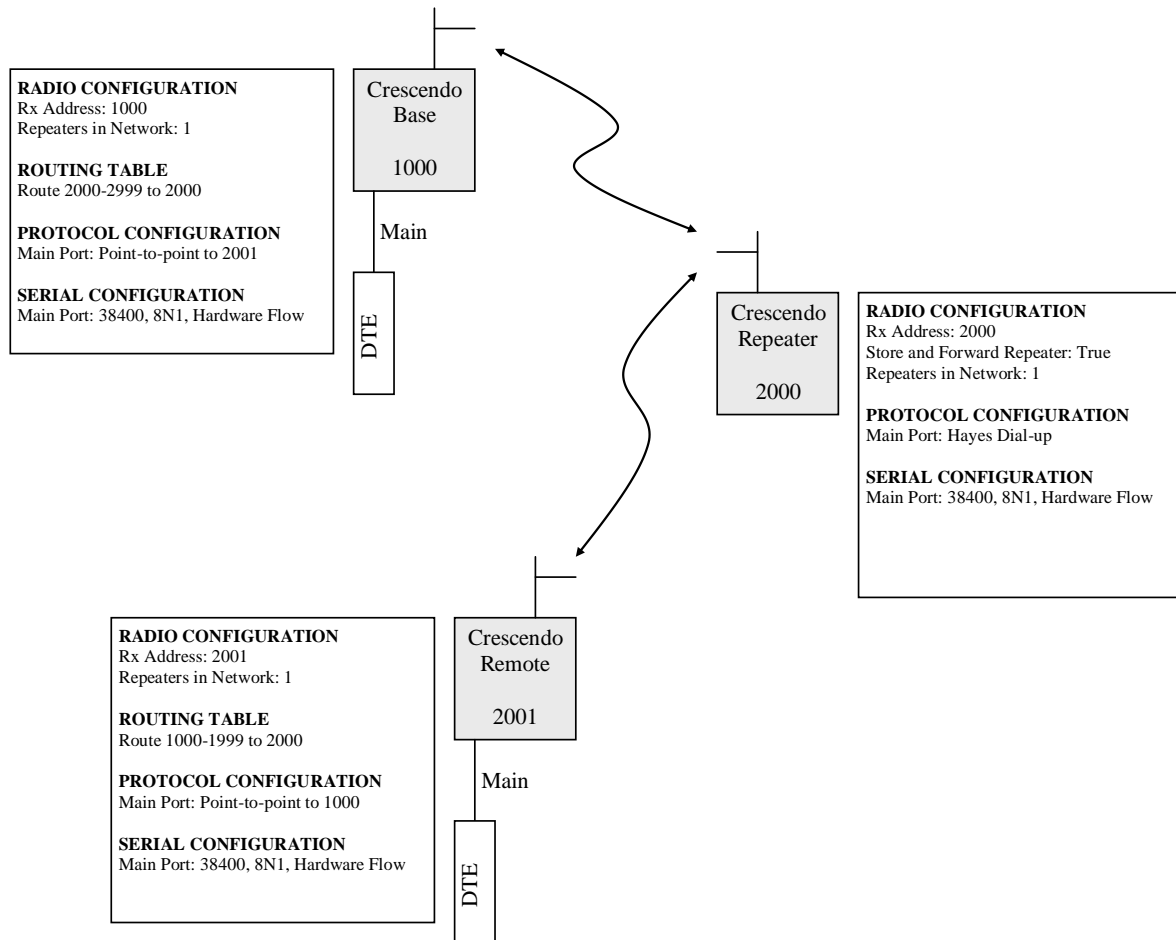 RADIO CONFIGURATION
Rx Address: 1000
Repeaters in Network: 1
ROUTING TABLE
Route 2000-2999 to 2000
PROTOCOL CONFIGURATION
Main Port: Point-to-point to 2001
SERIAL CONFIGURATION
Main Port: 38400, 8N1, Hardware Flow
Crescendo
Base
1000
Main
DTE
Crescendo
Repeater
2000
RADIO CONFIGURATION
Rx Address: 2000
Store and Forward Repeater: True
Repeaters in Network: 1
PROTOCOL CONFIGURATION
Main Port: Hayes Dial-up
SERIAL CONFIGURATION
Main Port: 38400, 8N1, Hardware Flow
RADIO CONFIGURATION
Rx Address: 2001
Repeaters in Network: 1
ROUTING TABLE
Route 1000-1999 to 2000
PROTOCOL CONFIGURATION
Main Port: Point-to-point to 1000
SERIAL CONFIGURATION
Main Port: 38400, 8N1, Hardware Flow
Crescendo
Remote
2001
Main
DTE